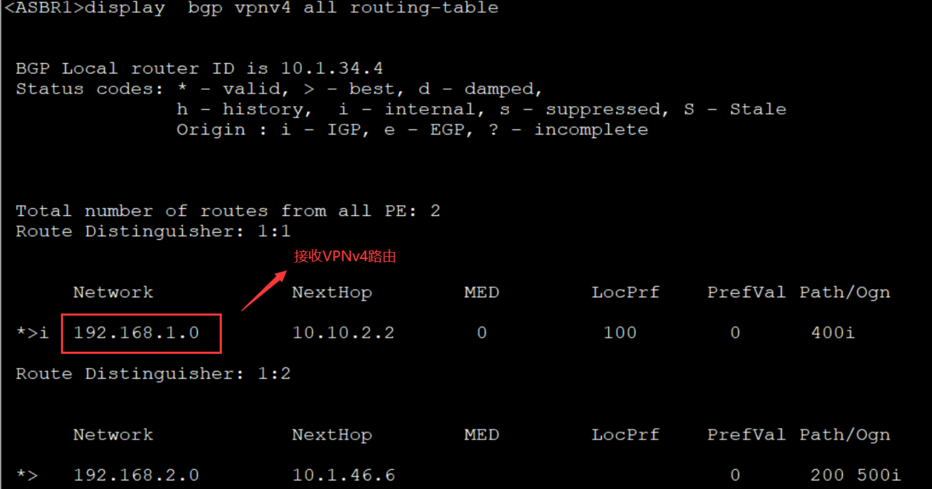 <ASBR1>display  bgp vpnv4 all routing-table
BGP Local router ID is 10.1.34.4
Status codes: * - valid, > - best, d - damped,
h - history,  i - internal, s - suppressed, S - Stale
Origin : i - IGP, e - EGP, ? - incomplete
Total number of routes from all PE: 2
Route Distinguisher: 1:1
接收VPNv4路由
Network NextHop MED LocPrf PrefVal Path/Ogn
*>i 192.168.1.0 10.10.2.2 0 100 0 400i
Route Distinguisher: 1:2
Network NextHop MED LocPrf PrefVal Path/Ogn
*> 192.168.2.0 10.1.46.6 0 200 500i